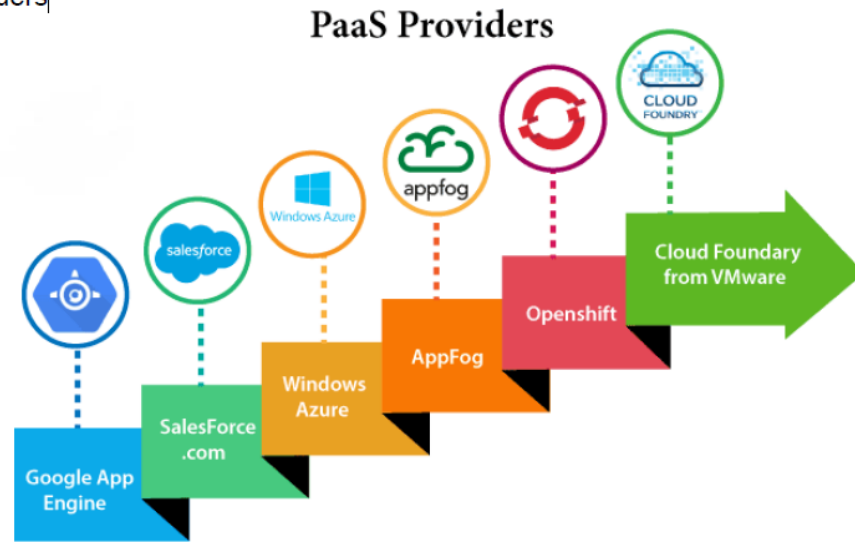 ders
PaaS Providers
CLOUD
FOUNDRY
appfog
Windows Azure
salesforce
Cloud Foundary
from VMware
Openshift
AppFog
Windows
Azure
SalesForce
.com
Google App
Engine